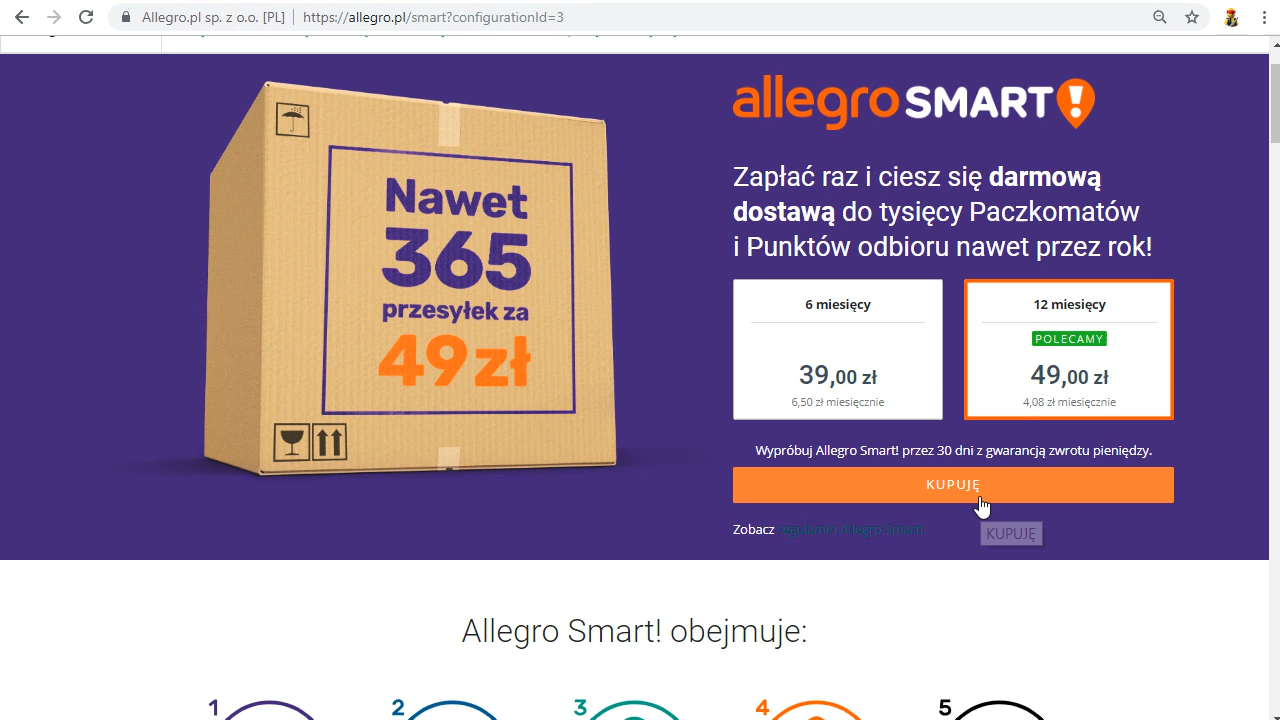 Allegro.pl sp. z o.o. [PL] | https://allegro.pl/smart?configurationId=3
Nawet
365
przesyłek za
49 zł
allegro SMART!
Zapłać raz i ciesz się darmową
dostawą do tysięcy Paczkomatów
i Punktów odbioru nawet przez rok!
6 miesięcy
39,00 zł
6,50 zł miesięcznie
12 miesięcy
POLECAMY
49,00 zł
4,08 zł miesięcznie
Wypróbuj Allegro Smart! przez 30 dni z gwarancją zwrotu pieniędzy.
KUPUJĘ
Zobacz regulamin Allegro Smart!
KUPUJĘ
Allegro Smart! obejmuje:
1 2 3 4 5